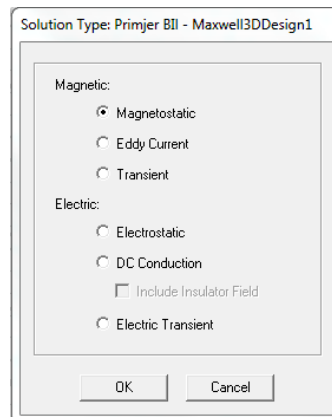 Solution Type: Primjer BII - Maxwell3DDesign1
Magnetic:
Magnetostatic
Eddy Current
Transient
Electric:
Electrostatic
DC Conduction
Include Insulator Field
Electric Transient
OK Cancel